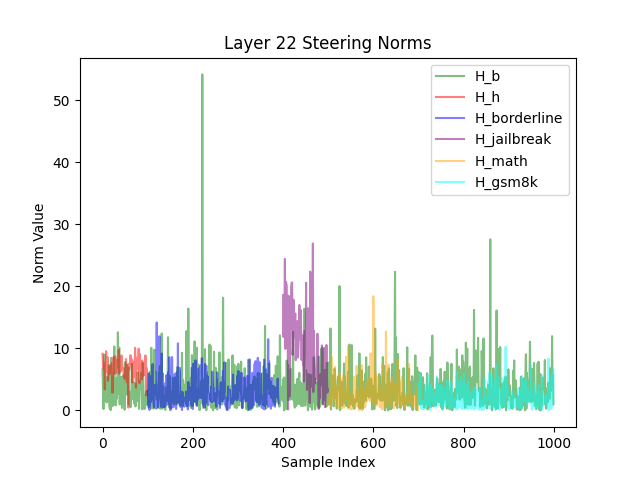 Layer 22 Steering Norms
H_b
H_h
H_borderline
H_jailbreak
H_math
H_gsm8k
Norm Value
50
40
30
20
10
0
0 200 400 600 800 1000
Sample Index